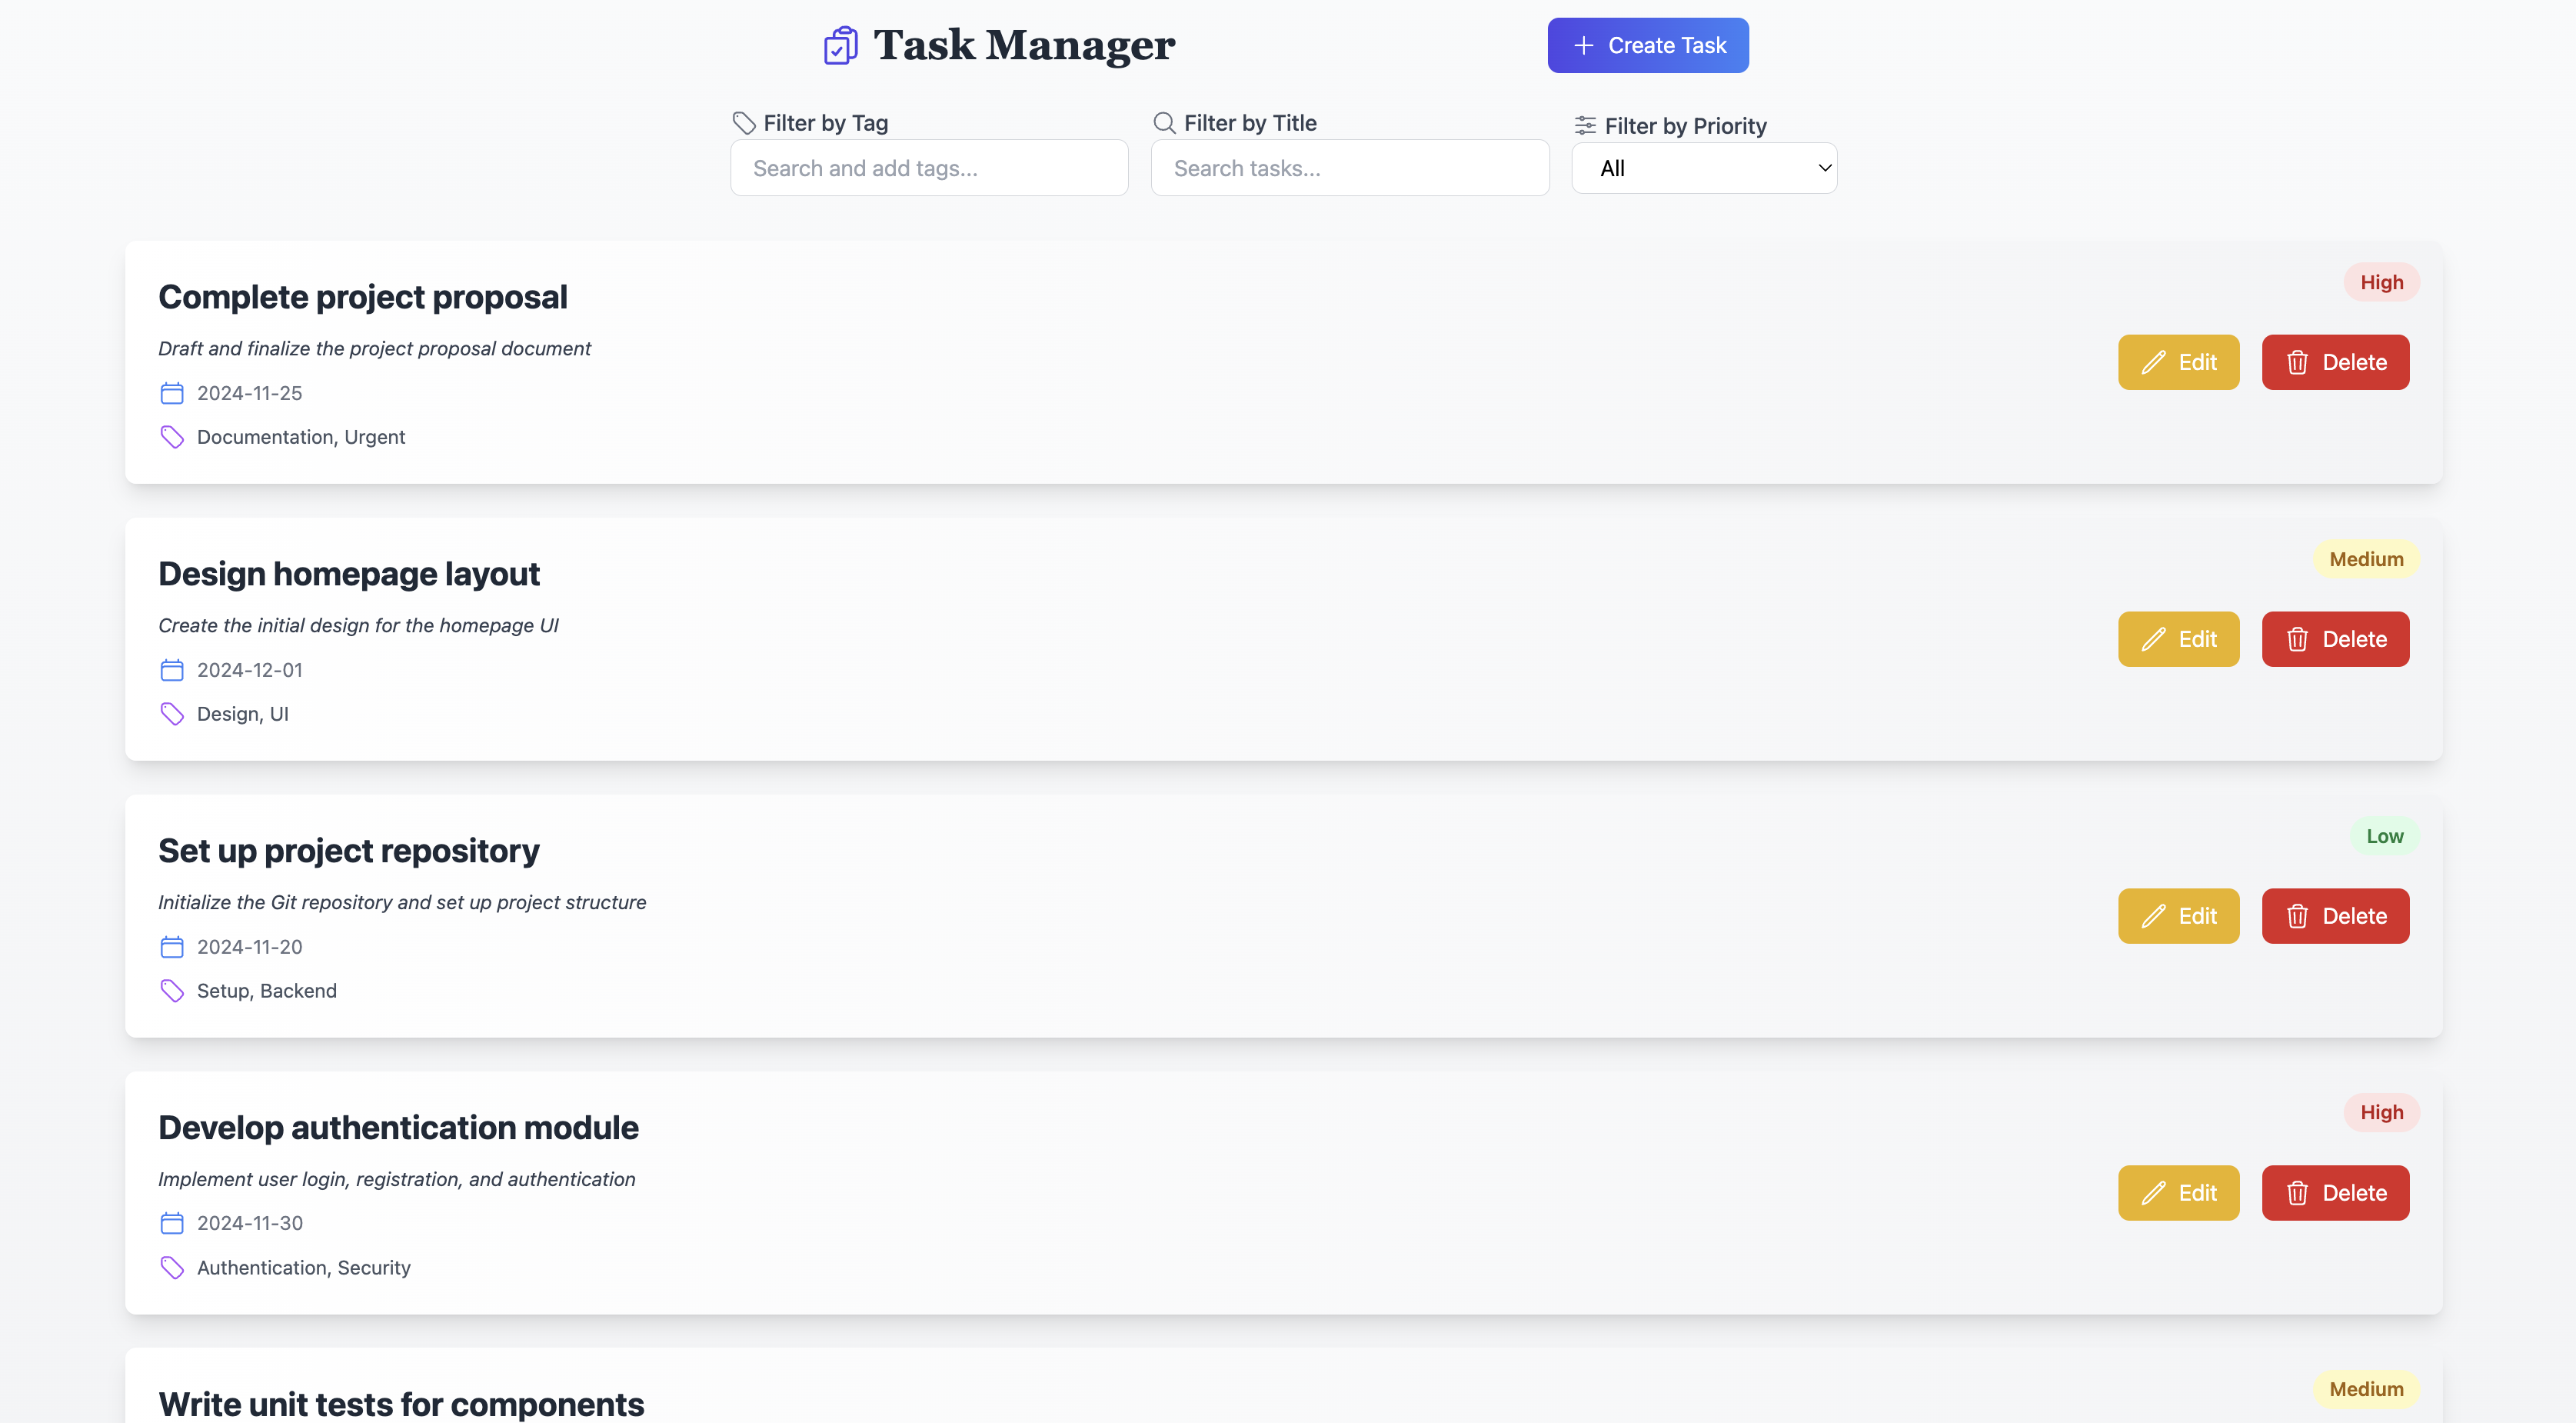 Task Manager
Create Task
Filter by Tag
Search and add tags...
Filter by Title
Search tasks...
Filter by Priority
All
Complete project proposal
High
Draft and finalize the project proposal document
2024-11-25
Documentation, Urgent
Edit
Delete
Design homepage layout
Medium
Create the initial design for the homepage UI
2024-12-01
Design, UI
Edit
Delete
Set up project repository
Low
Initialize the Git repository and set up project structure
2024-11-20
Setup, Backend
Edit
Delete
Develop authentication module
High
Implement user login, registration, and authentication
2024-11-30
Authentication, Security
Edit
Delete
Write unit tests for components
Medium